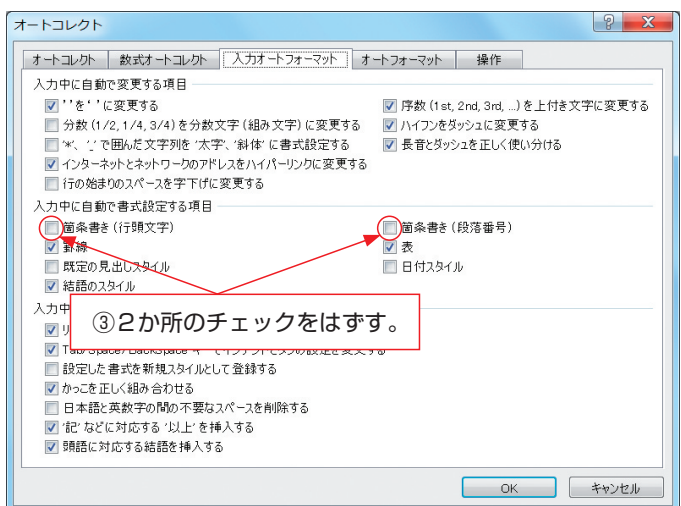 オートコレクト
オートコレクト 数式オートコレクト 入力オートフォーマット オートフォーマット 操作
入力中に自動で変更する項目
' 'を' 'に変更する 序数 (1st, 2nd, 3rd, ...) を上付き文字に変更する
分数 (1/2, 1/4, 3/4) を分数文字 (組み文字) に変更する ハイフンをダッシュに変更する
'*'、'_' で囲んだ文字列を '太字'、'斜体' に書式設定する 長音とダッシュを正しく使い分ける
インターネットとネットワークのアドレスをハイパーリンクに変更する
行の始まりのスペースを字下げに変更する
入力中に自動で書式設定する項目
箇条書き (行頭文字) 箇条書き (段落番号)
罫線 表
既定の見出しスタイル 日付スタイル
結語のスタイル
入力中
③2か所のチェックをはずす。
設定した書式を新規スタイルとして登録する
かっこを正しく組み合わせる
日本語と英数字の間の不要なスペースを削除する
'記' などに対応する '以上' を挿入する
頭語に対応する結語を挿入する
OK キャンセル